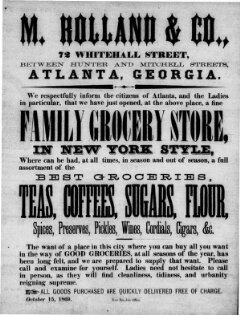 M. HOLLAND & CO.,
72 WHITEHALL STREET,
BETWEEN HUNTER AND MITCHELL STREETS,
ATLANTA, GEORGIA.
We respectfully inform the citizens of Atlanta, and the Ladies
in particular, that we have just opened, at the above place, a fine
FAMILY GROCERY STORE,
IN NEW YORK STYLE,
Where can be had, at all times, in season and out of season, a full
assortment of the
BEST GROCERIES,
TEAS, COFFEES, SUGARS, FLOUR,
Spices, Preserves, Pickles, Wines, Cordials, Cigars, &c.
The want of a place in this city where you can buy all you want
in the way of GOOD GROCERIES, at all seasons of the year, has
been long felt, and we are prepared to supply that want. Please
call and examine for yourself. Ladies need not hesitate to call
in person, as they will find cleanliness, tidiness, and urbanity
reigning supreme.
ALL GOODS PURCHASED ARE QUICKLY DELIVERED FREE OF CHARGE.
October 15, 1869.